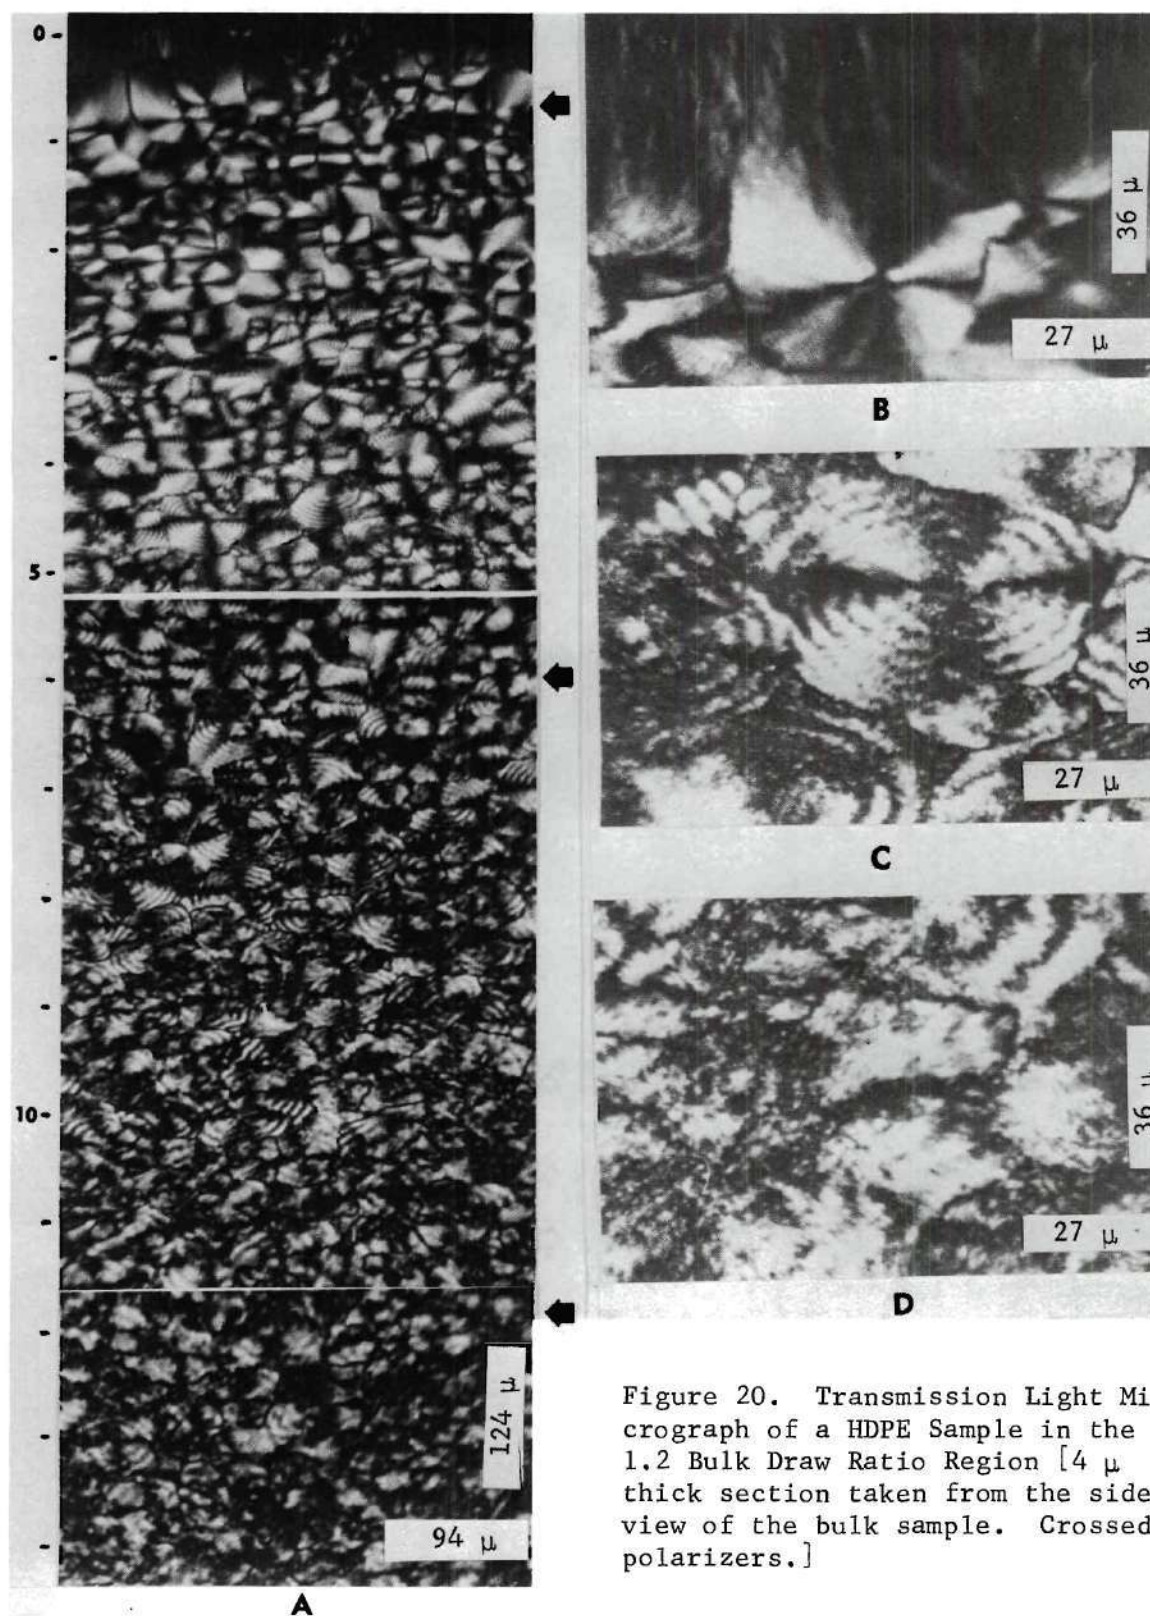 0-
5-
10-
124 μ
94 μ
A
36 μ
27 μ
B
36 μ
27 μ
C
36 μ
27 μ
D
Figure 20. Transmission Light Mi
crograph of a HDPE Sample in the
1.2 Bulk Draw Ratio Region [4 μ
thick section taken from the side
view of the bulk sample. Crossed
polarizers.]